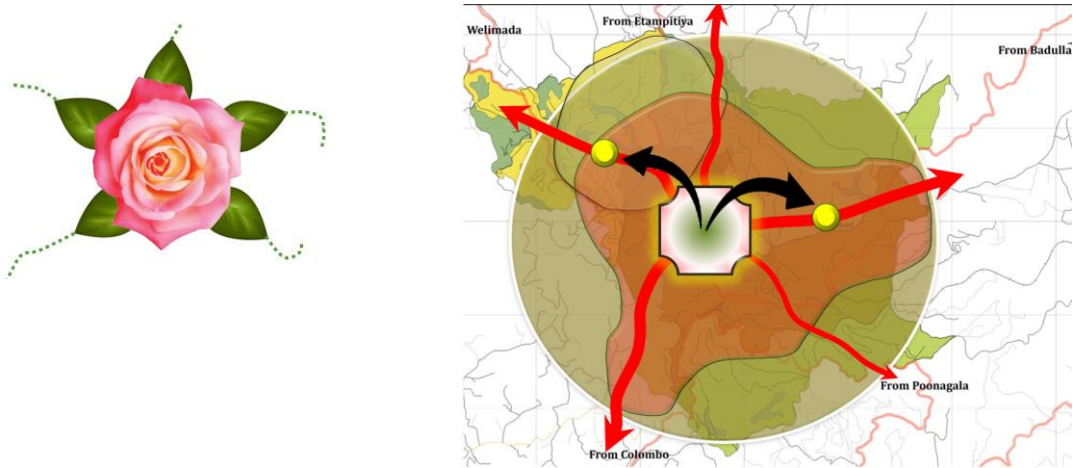 From Etampitiya
Welimada
From Badulla
From Poonagala
From Colombo